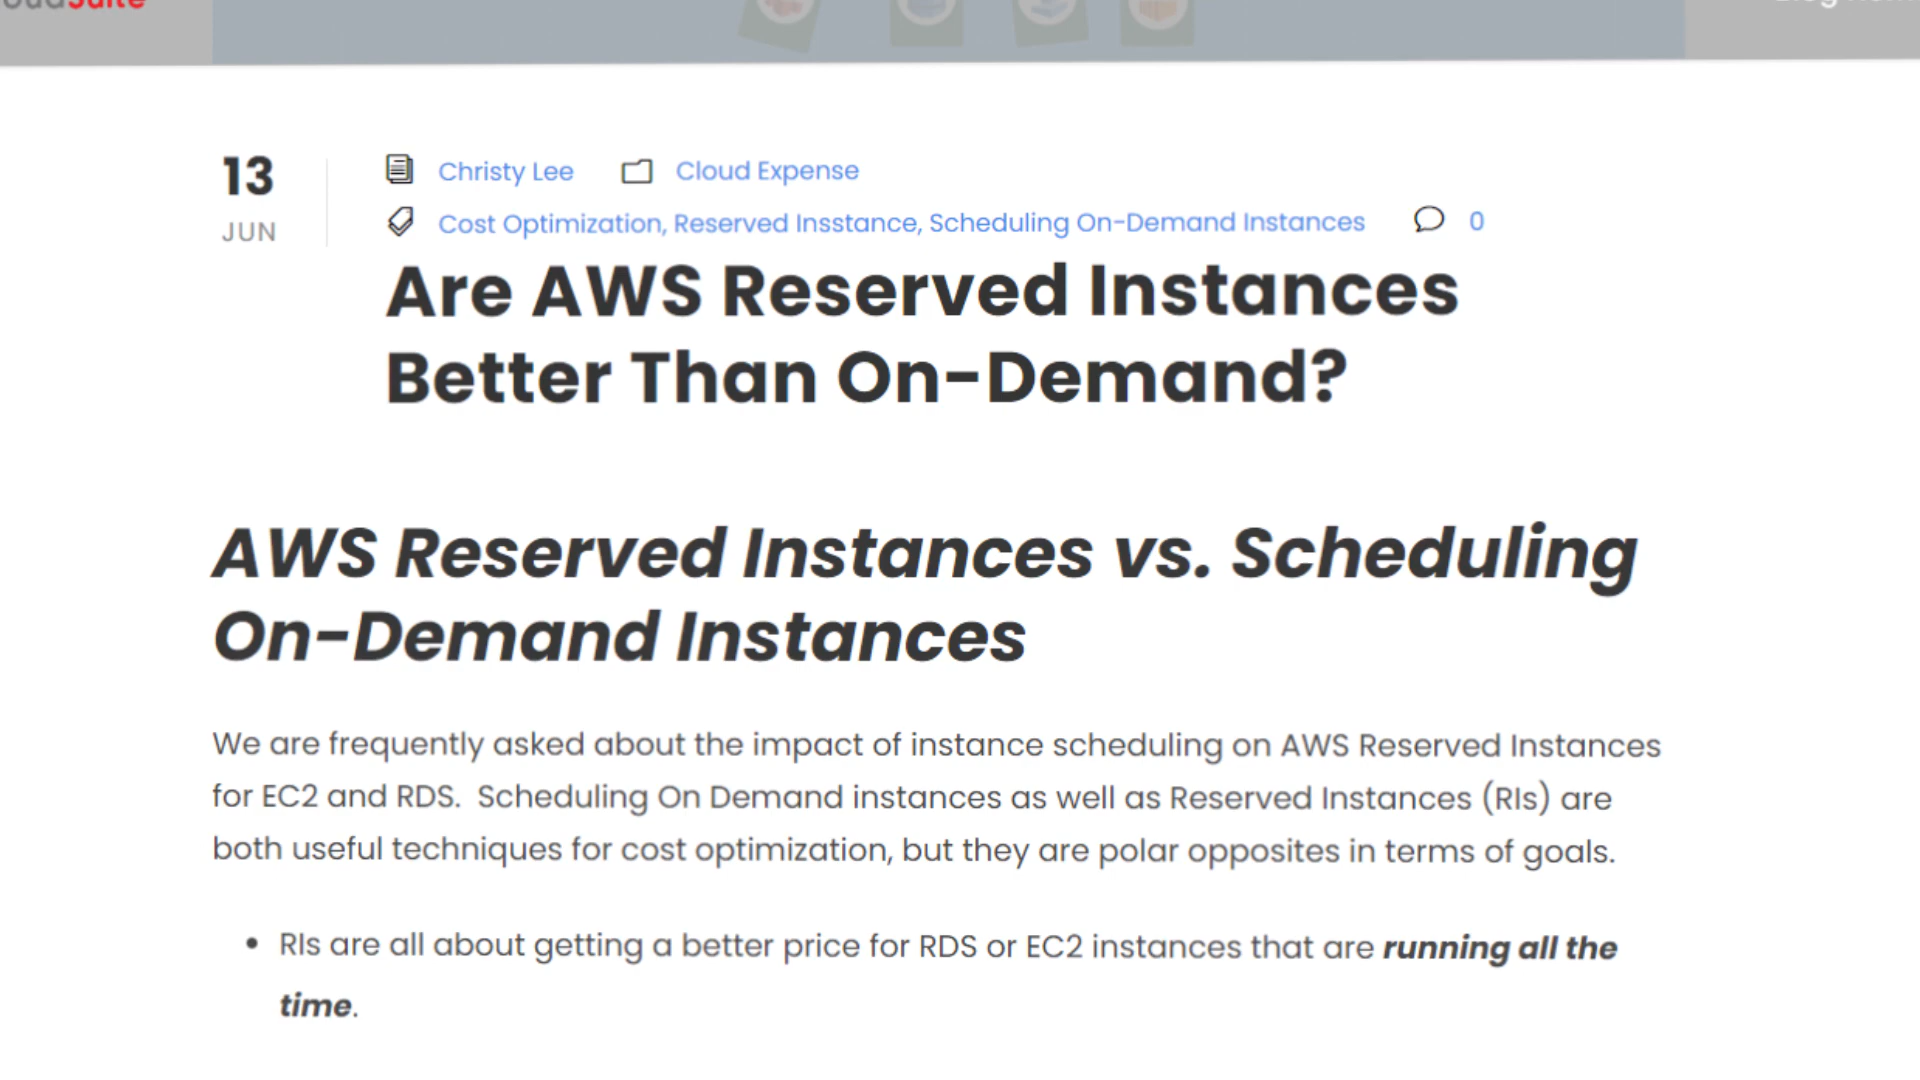 Suite
13
JUN
Christy Lee Cloud Expense
Cost Optimization, Reserved Insstance, Scheduling On-Demand Instances 0
Are AWS Reserved Instances
Better Than On-Demand?
AWS Reserved Instances vs. Scheduling
On-Demand Instances
We are frequently asked about the impact of instance scheduling on AWS Reserved Instances
for EC2 and RDS. Scheduling On Demand instances as well as Reserved Instances (RIs) are
both useful techniques for cost optimization, but they are polar opposites in terms of goals.
• RIs are all about getting a better price for RDS or EC2 instances that are running all the
time.